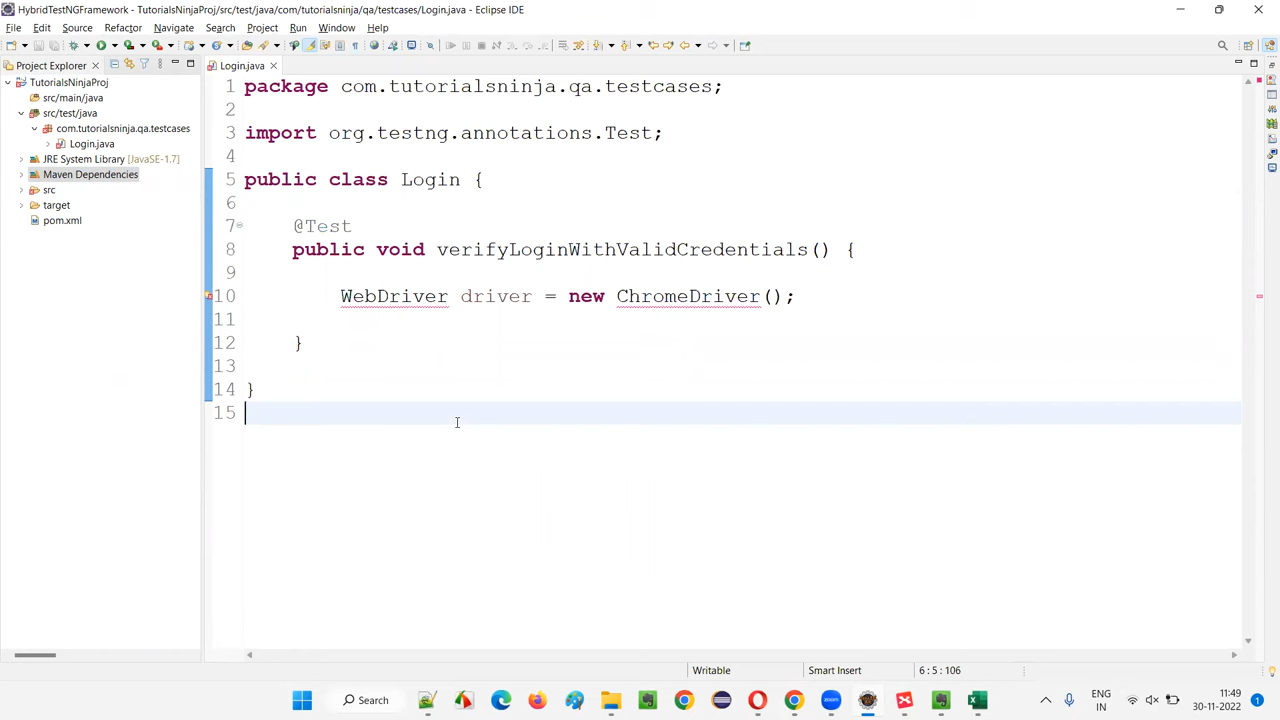 HybridTestNGFramework - TutorialsNinjaProj/src/test/java/com/tutorialsninja/qa/testcases/Login.java - Eclipse IDE
File Edit Source Refactor Navigate Search Project Run Window Help
Project Explorer
Login.java
TutorialsNinjaProj
src/main/java
src/test/java
com.tutorialsninja.qa.testcases
Login.java
JRE System Library [JavaSE-1.7]
Maven Dependencies
src
target
pom.xml
1 package com.tutorialsninja.qa.testcases;
2
3 import org.testng.annotations.Test;
4
5 public class Login {
6
7 @Test
8 public void verifyLoginWithValidCredentials() {
9
10 WebDriver driver = new ChromeDriver();
11
12 }
13
14 }
15
Writable Smart Insert 6 : 5 : 106
Search
zoom
ENG
IN
11:49
30-11-2022
1